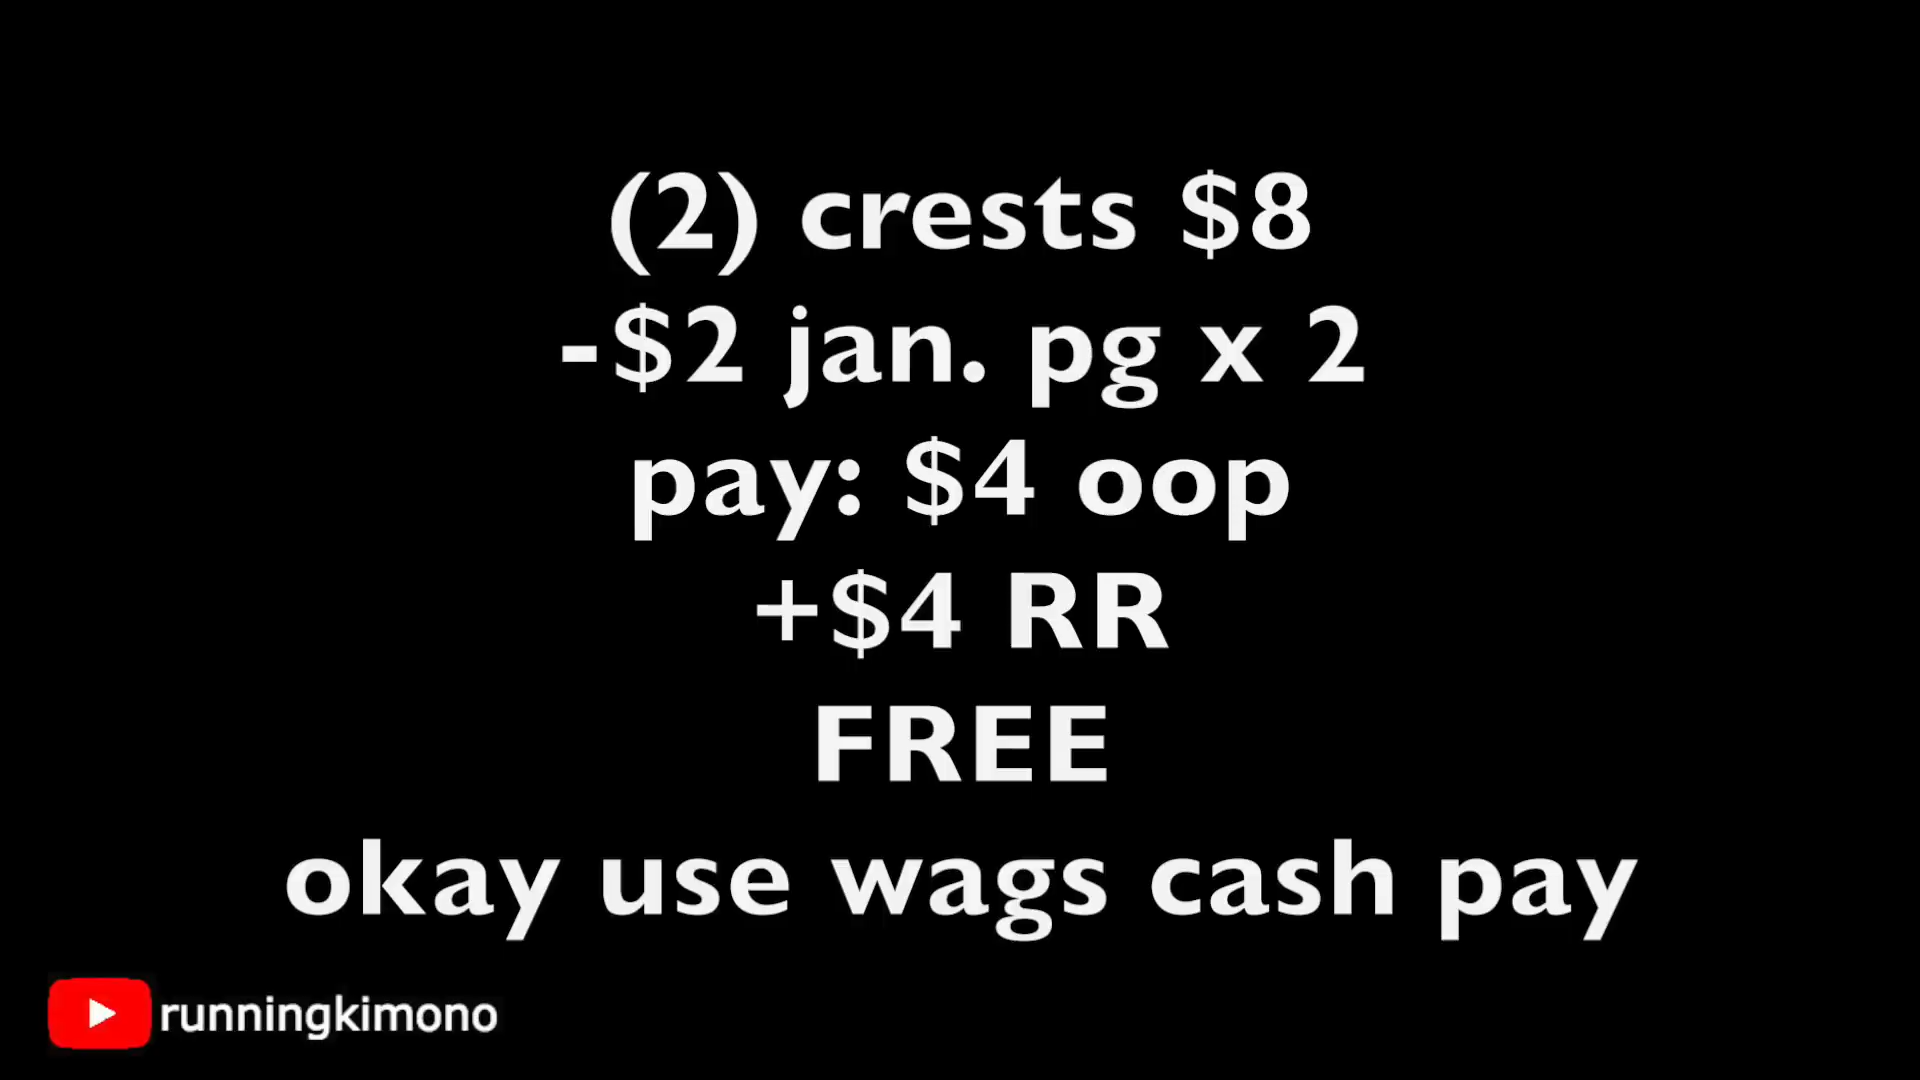 (2) crests $8
-$2 jan. pg x 2
pay: $4 oop
+$4 RR
FREE
okay use wags cash pay
runningkimono